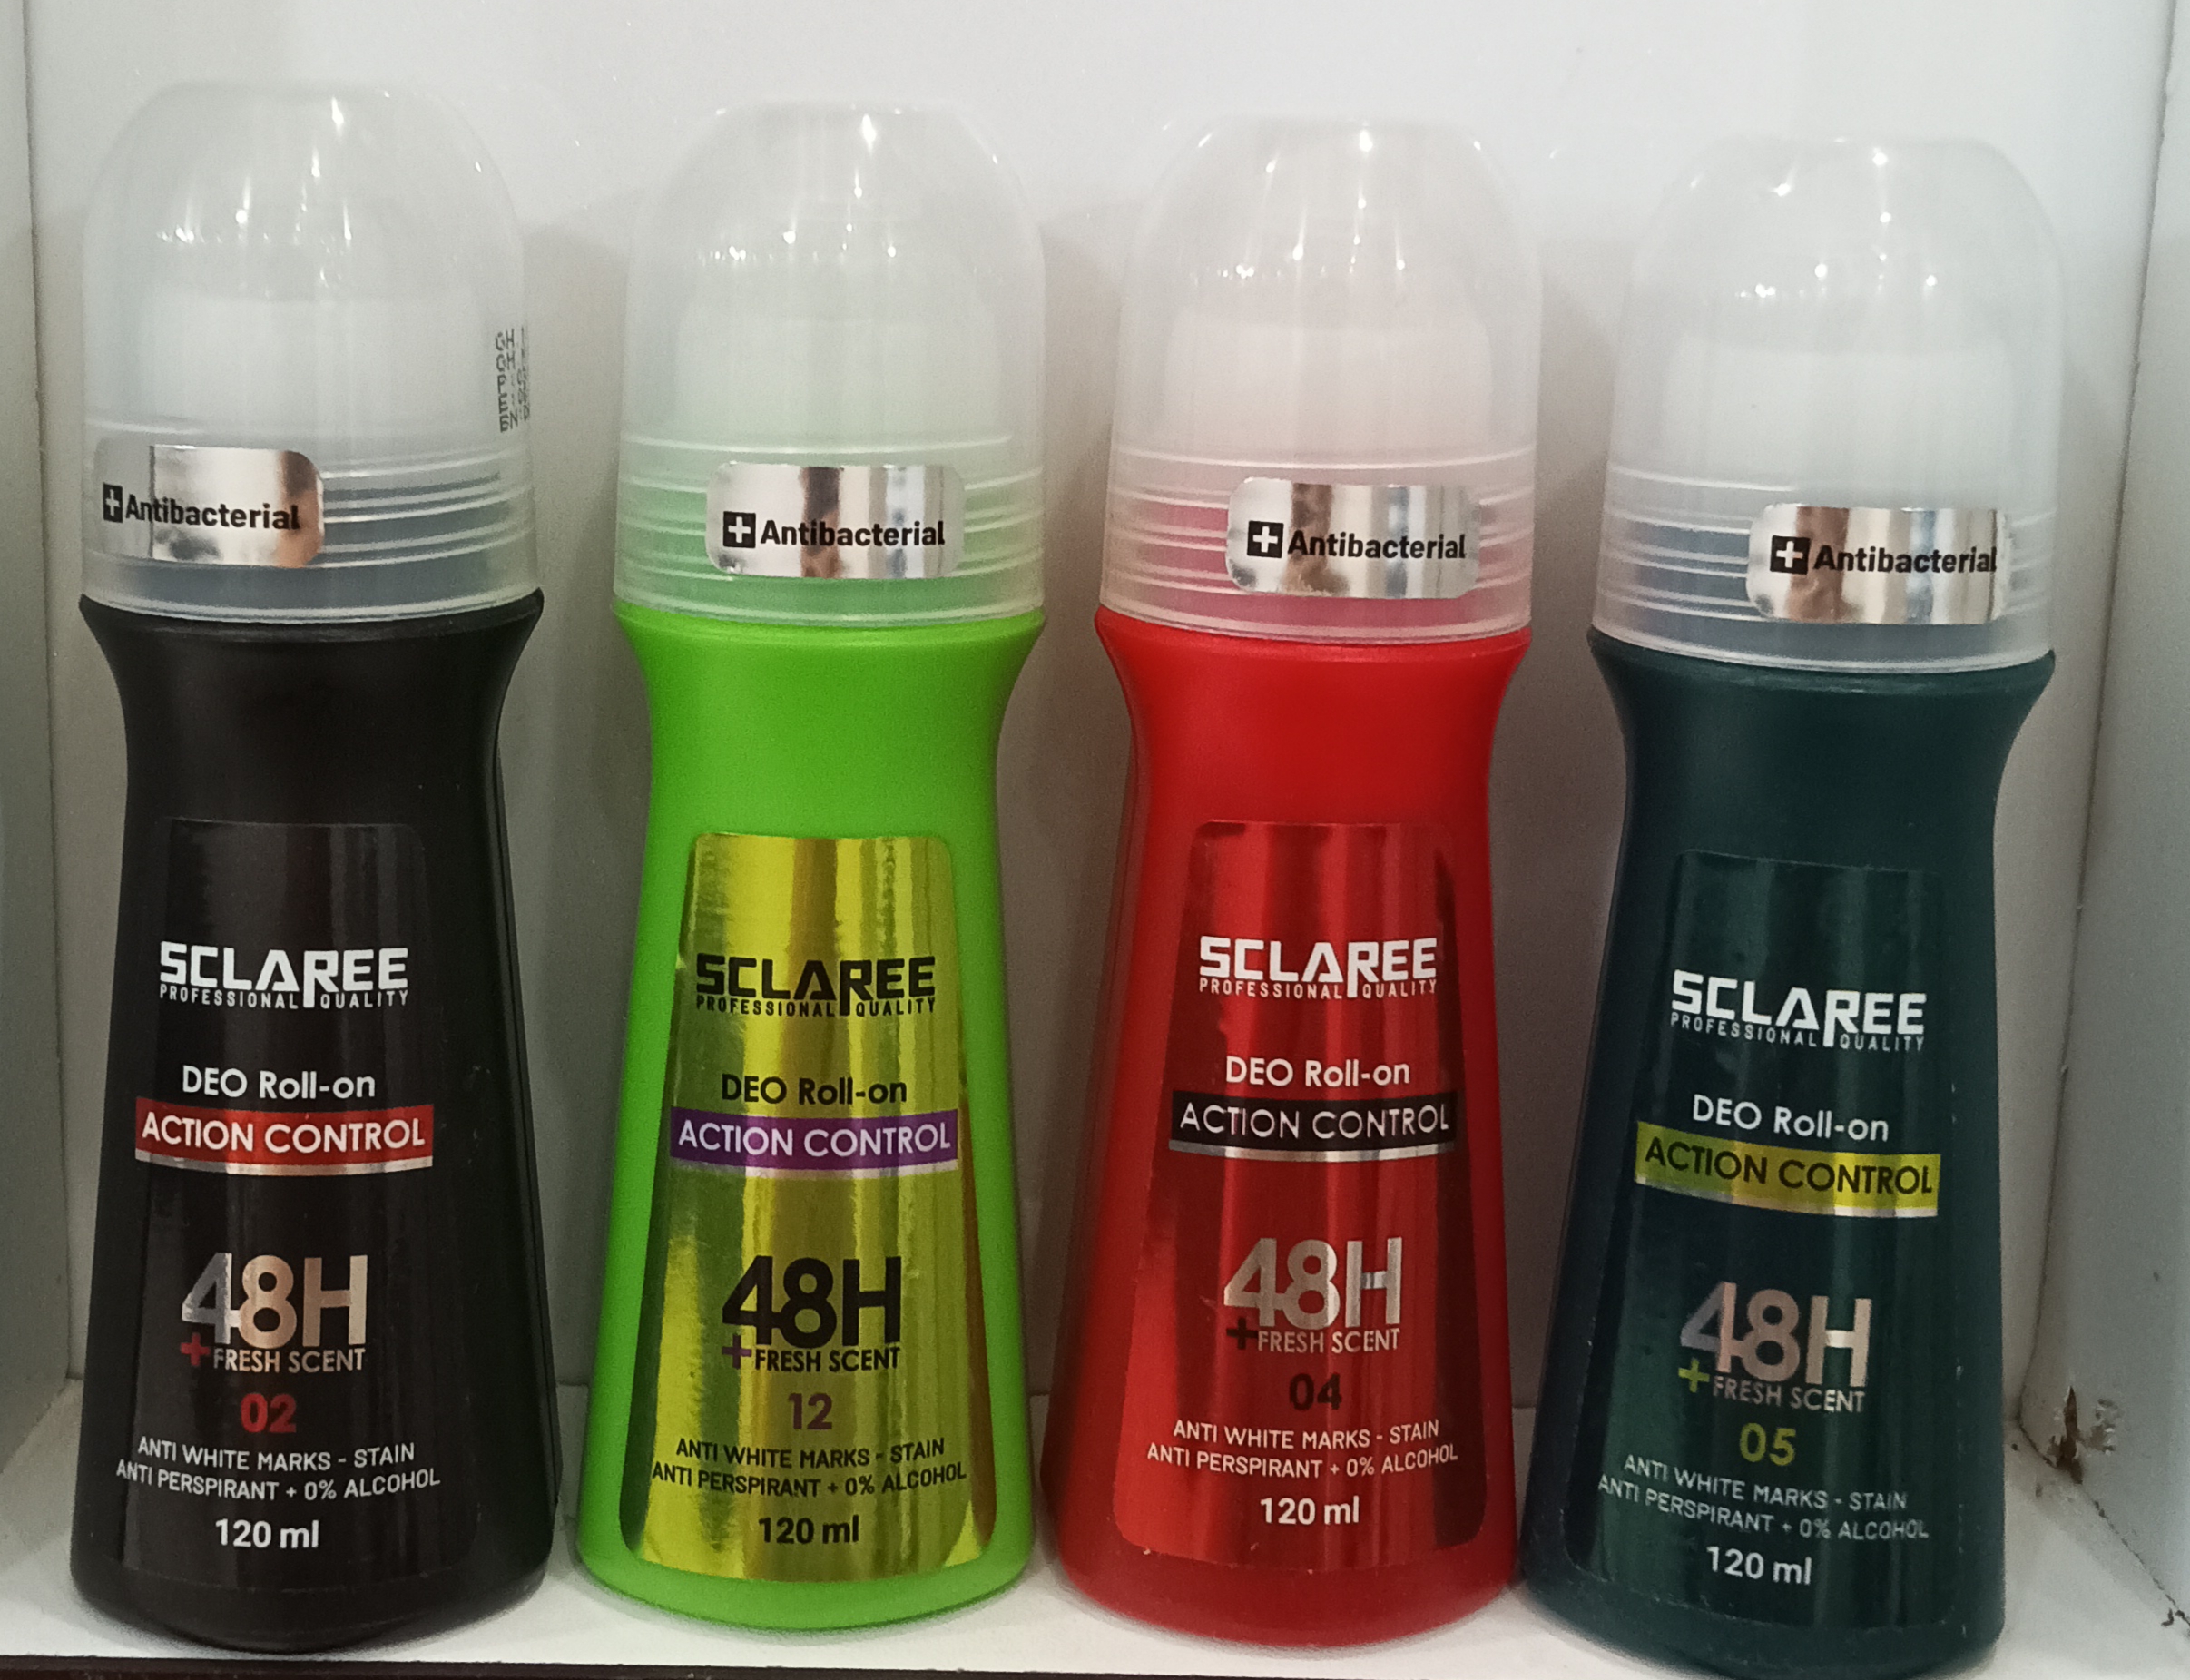 Antibacterial
SCLAREE
PROFESSIONAL QUALITY
DEO Roll-on
ACTION CONTROL
48H
+FRESH SCENT
02
ANTI WHITE MARKS - STAIN
ANTI PERSPIRANT + 0% ALCOHOL
120 ml
Antibacterial
SCLAREE
PROFESSIONAL QUALITY
DEO Roll-on
ACTION CONTROL
48H
+FRESH SCENT
12
ANTI WHITE MARKS - STAIN
ANTI PERSPIRANT + 0% ALCOHOL
120 ml
Antibacterial
SCLAREE
PROFESSIONAL QUALITY
DEO Roll-on
ACTION CONTROL
48H
+FRESH SCENT
04
ANTI WHITE MARKS - STAIN
ANTI PERSPIRANT + 0% ALCOHOL
120 ml
Antibacterial
SCLAREE
PROFESSIONAL QUALITY
DEO Roll-on
ACTION CONTROL
48H
+FRESH SCENT
05
ANTI WHITE MARKS - STAIN
ANTI PERSPIRANT + 0% ALCOHOL
120 ml